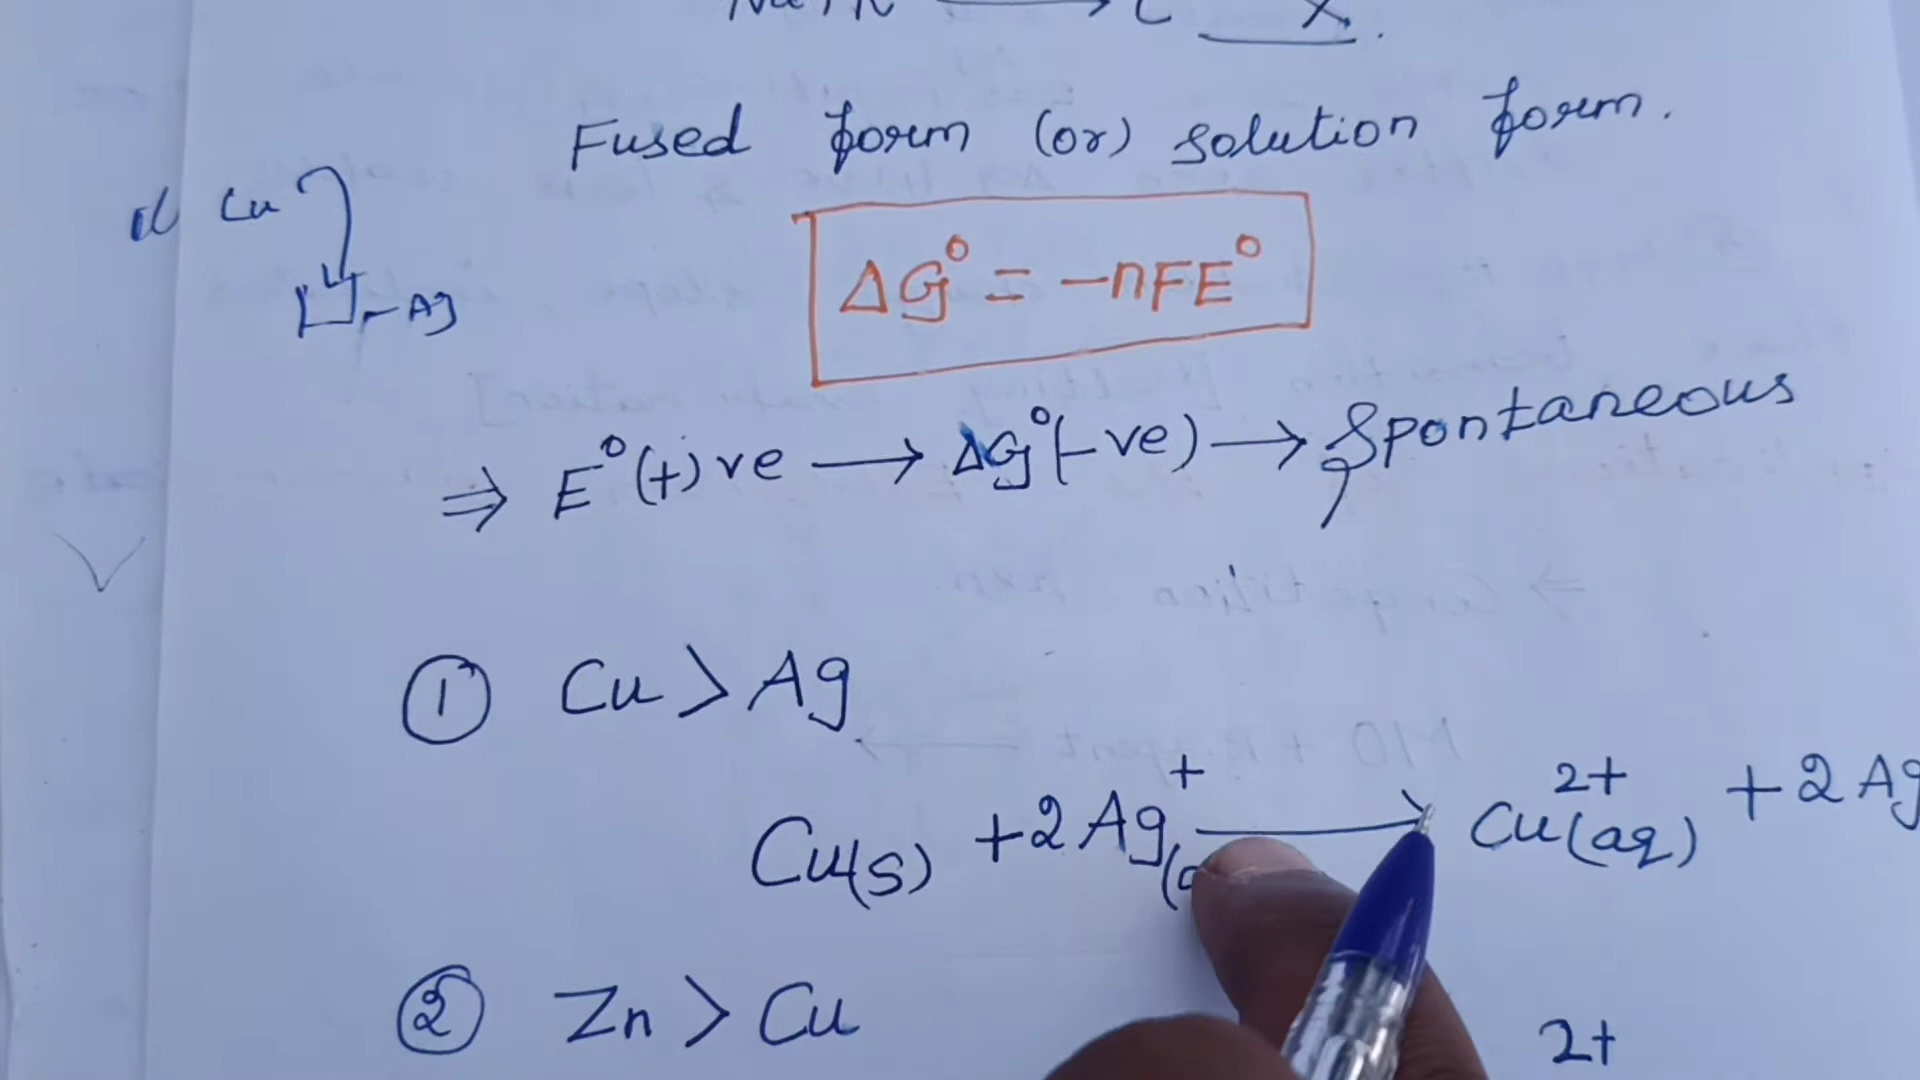 Fused form (or) solution form.
Cu
Ag
ΔG° = -nFE°
⇒ E°(+)ve → ΔG°(-ve) → Spontaneous
① Cu > Ag
Cu(s) + 2Ag⁺ → Cu²⁺(aq) + 2Ag
② Zn > Cu
2+